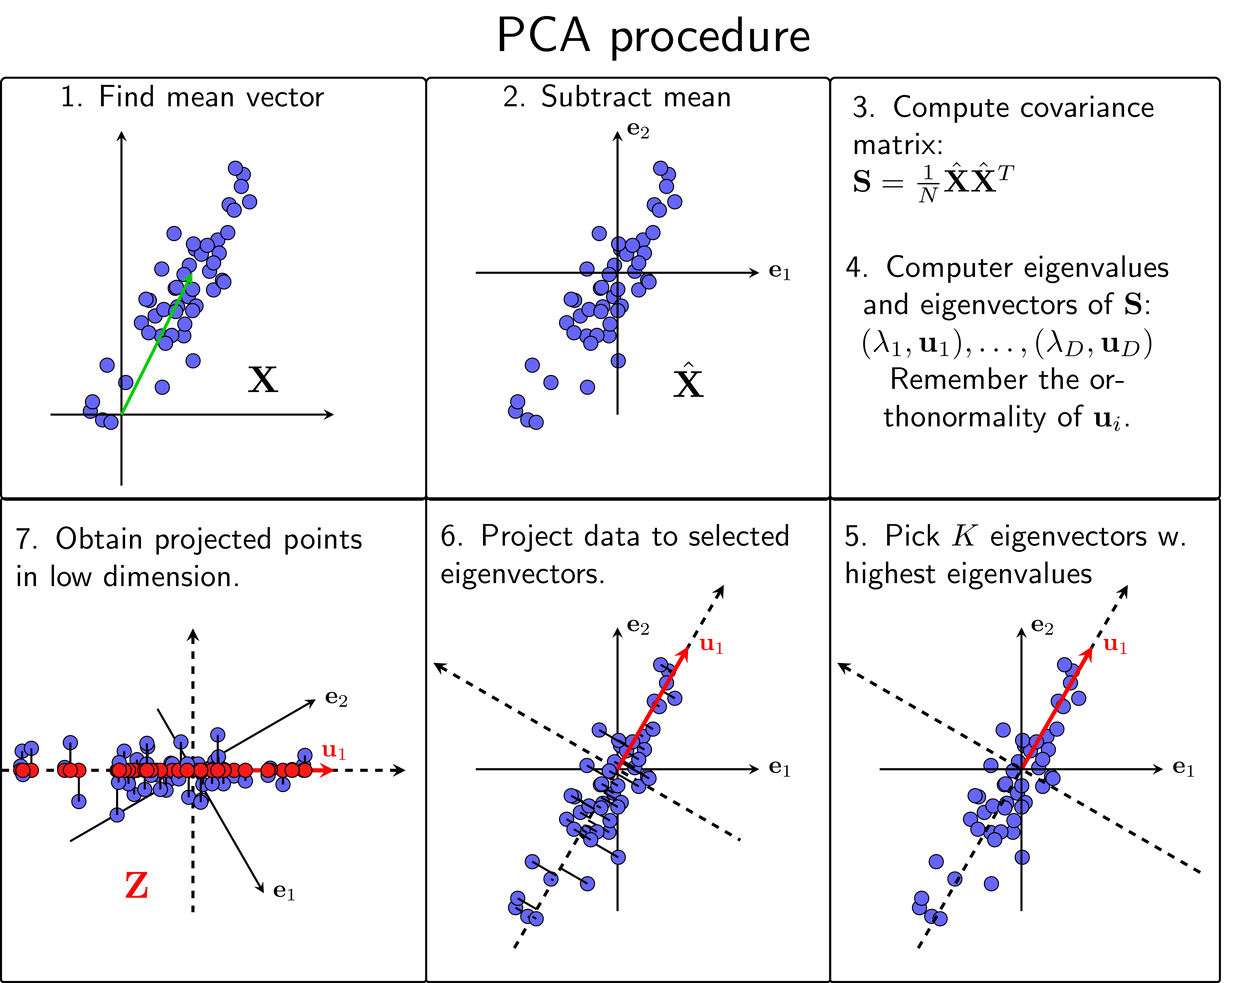 PCA procedure
1. Find mean vector
X
2. Subtract mean
e₂
e₁
X̂
3. Compute covariance
matrix:
S = 1/N X̂X̂ᵀ
4. Computer eigenvalues
and eigenvectors of S:
(λ₁, u₁), . . . , (λ_D, u_D)
Remember the or-
thonormality of uᵢ.
7. Obtain projected points
in low dimension.
e₂
u₁
Z
e₁
6. Project data to selected
eigenvectors.
e₂
u₁
e₁
5. Pick K eigenvectors w.
highest eigenvalues
e₂
u₁
e₁